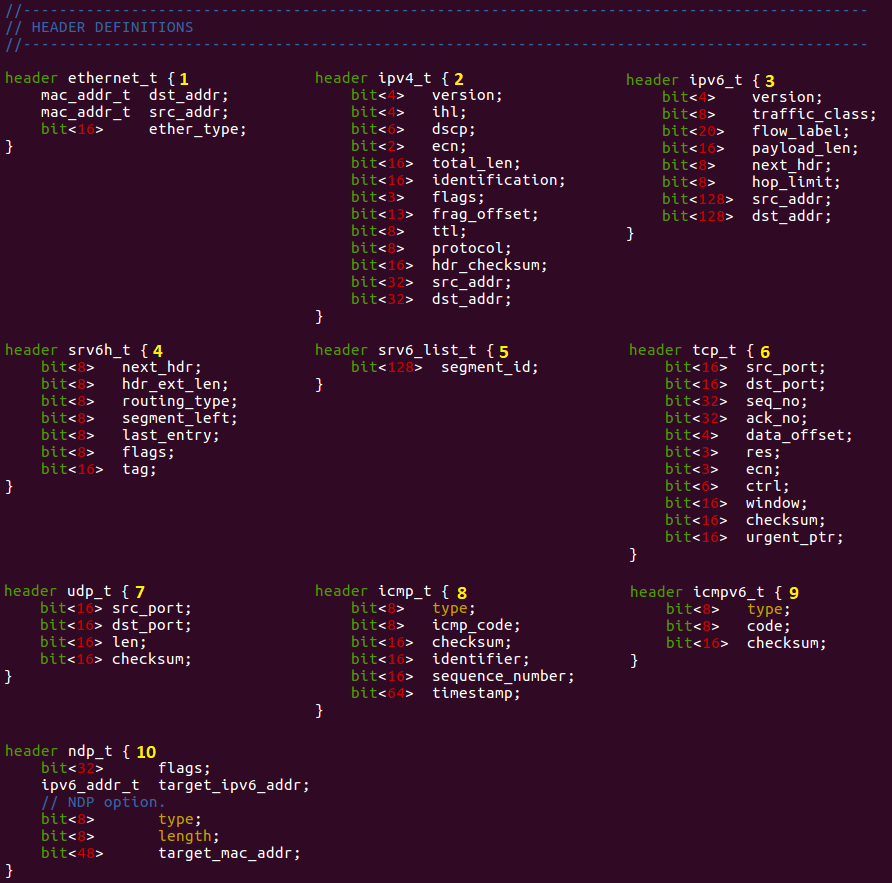 //----------------------------------------------------------------------------------------------
// HEADER DEFINITIONS
//----------------------------------------------------------------------------------------------
header ethernet_t { 1
mac_addr_t dst_addr;
mac_addr_t src_addr;
bit<16> ether_type;
}
header ipv4_t { 2
bit<4> version;
bit<4> ihl;
bit<6> dscp;
bit<2> ecn;
bit<16> total_len;
bit<16> identification;
bit<3> flags;
bit<13> frag_offset;
bit<8> ttl;
bit<8> protocol;
bit<16> hdr_checksum;
bit<32> src_addr;
bit<32> dst_addr;
}
header ipv6_t { 3
bit<4> version;
bit<8> traffic_class;
bit<20> flow_label;
bit<16> payload_len;
bit<8> next_hdr;
bit<8> hop_limit;
bit<128> src_addr;
bit<128> dst_addr;
}
header srv6h_t { 4
bit<8> next_hdr;
bit<8> hdr_ext_len;
bit<8> routing_type;
bit<8> segment_left;
bit<8> last_entry;
bit<8> flags;
bit<16> tag;
}
header srv6_list_t { 5
bit<128> segment_id;
}
header tcp_t { 6
bit<16> src_port;
bit<16> dst_port;
bit<32> seq_no;
bit<32> ack_no;
bit<4> data_offset;
bit<3> res;
bit<3> ecn;
bit<6> ctrl;
bit<16> window;
bit<16> checksum;
bit<16> urgent_ptr;
}
header udp_t { 7
bit<16> src_port;
bit<16> dst_port;
bit<16> len;
bit<16> checksum;
}
header icmp_t { 8
bit<8> type;
bit<8> icmp_code;
bit<16> checksum;
bit<16> identifier;
bit<16> sequence_number;
bit<64> timestamp;
}
header icmpv6_t { 9
bit<8> type;
bit<8> code;
bit<16> checksum;
}
header ndp_t { 10
bit<32> flags;
ipv6_addr_t target_ipv6_addr;
// NDP option.
bit<8> type;
bit<8> length;
bit<48> target_mac_addr;
}